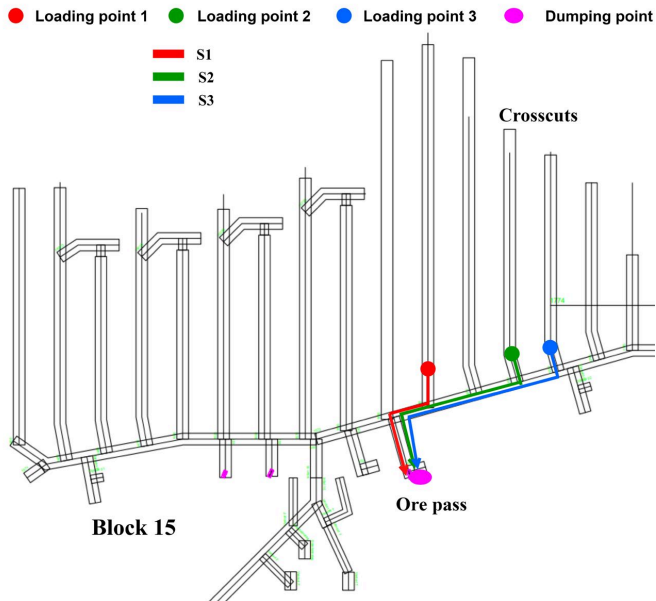 Loading point 1
Loading point 2
Loading point 3
Dumping point
S1
S2
S3
Crosscuts
Ore pass
Block 15